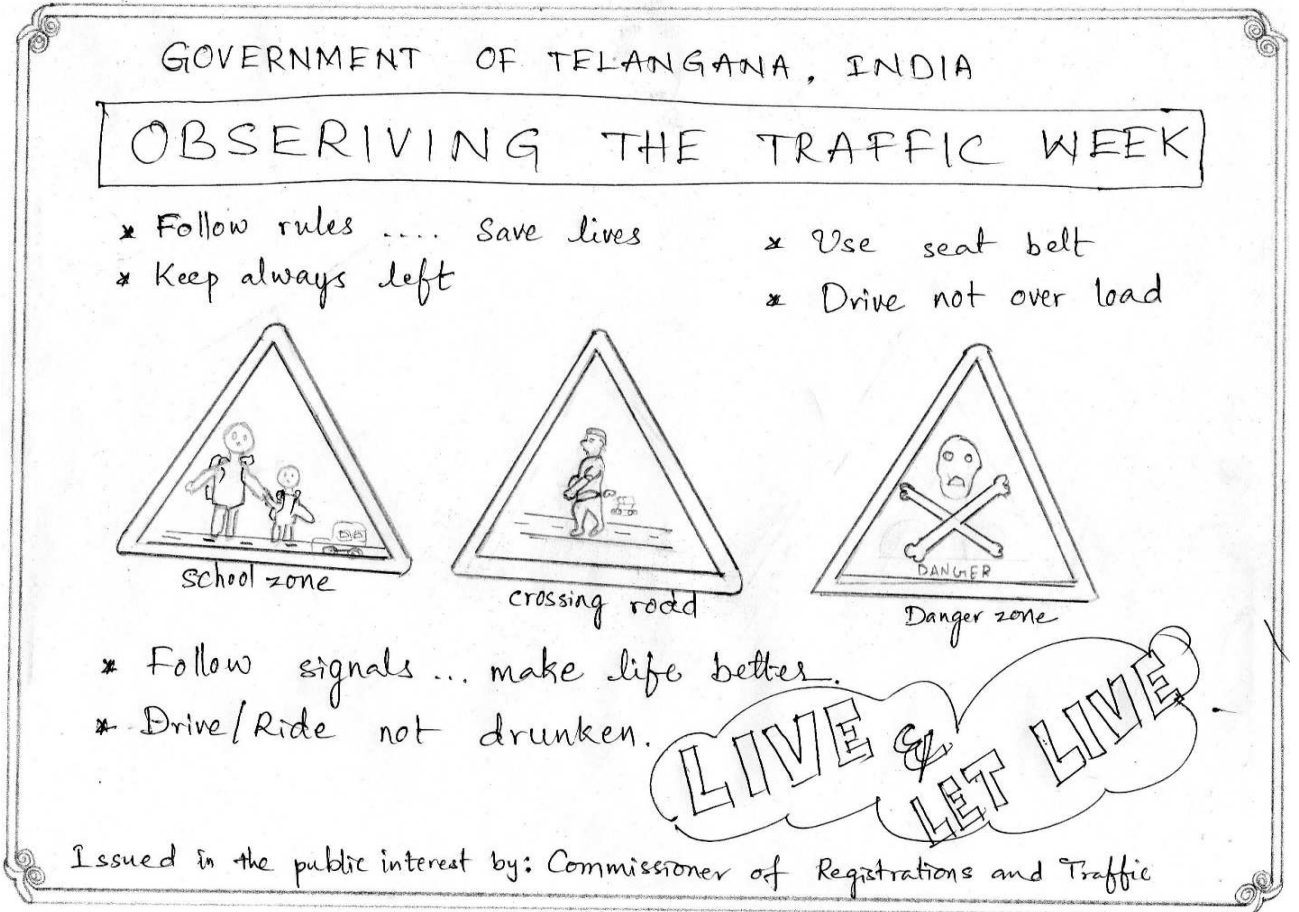 GOVERNMENT OF TELANGANA, INDIA
OBSERIVING THE TRAFFIC WEEK
* Follow rules .... Save lives
* Keep always left
* Use seat belt
* Drive not over load
School zone
crossing road
DANGER
Danger zone
* Follow signals ... make life better.
* Drive/Ride not drunken.
LIVE &
LET LIVE
Issued in the public interest by: Commissioner of Registrations and Traffic